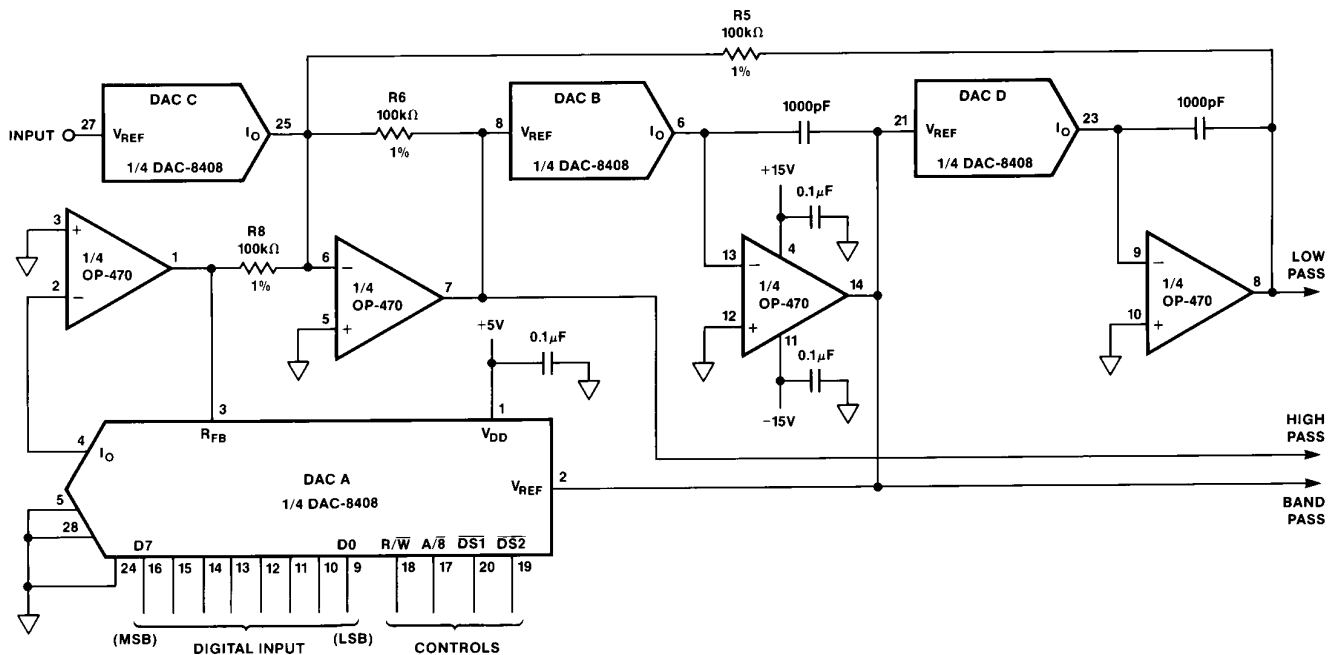 R5
100kΩ
1%
DAC C
27
VREF
IO
25
1/4 DAC-8408
INPUT
R6
100kΩ
1%
DAC B
8
VREF
IO
6
1/4 DAC-8408
1000pF
DAC D
21
VREF
IO
23
1/4 DAC-8408
1000pF
3
+
1/4
OP-470
1
2
−
R8
100kΩ
1%
6
−
1/4
OP-470
7
5
+
+15V
0.1μF
4
13
−
1/4
OP-470
14
12
+
11
0.1μF
−15V
9
−
1/4
OP-470
8
10
+
LOW
PASS
+5V
0.1μF
3
RFB
1
VDD
4
IO
DAC A
1/4 DAC-8408
VREF
2
5
28
HIGH
PASS
BAND
PASS
D7
D0
R/W̅
A/B̅
D̅S̅1̅
D̅S̅2̅
24
16
15
14
13
12
11
10
9
18
17
20
19
(MSB)
DIGITAL INPUT
(LSB)
CONTROLS